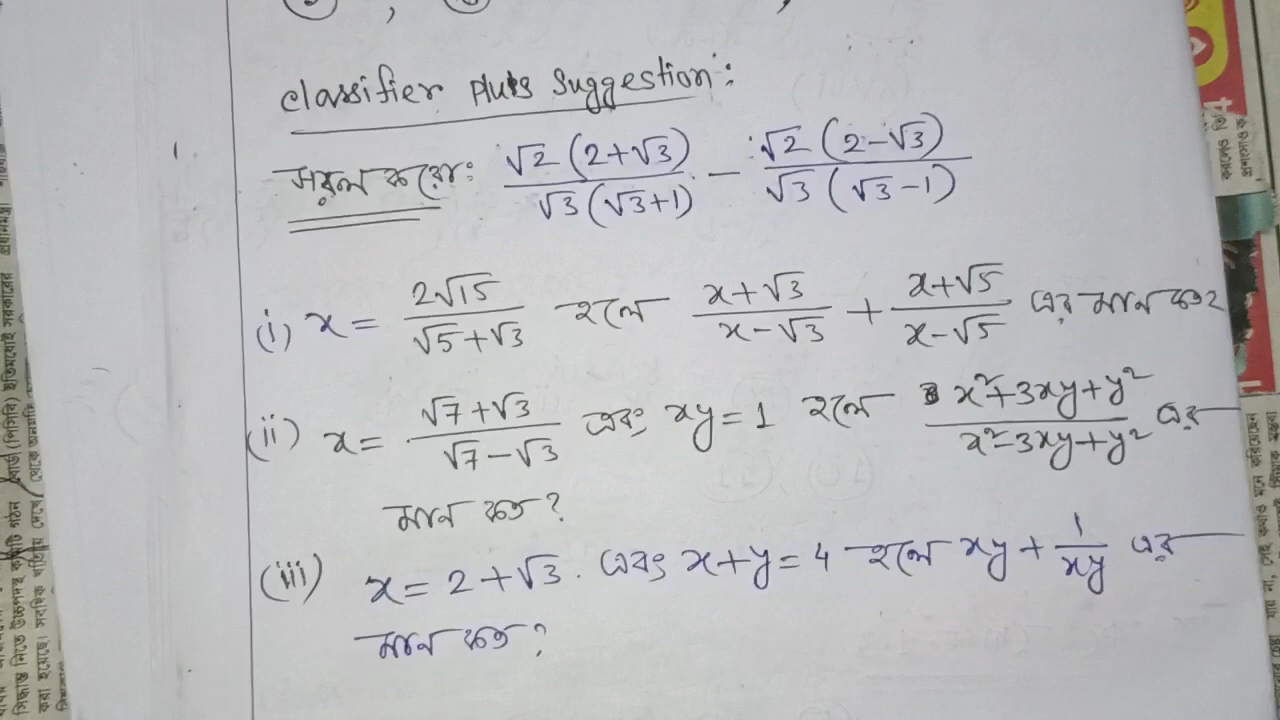 Classifier Plus Suggestion:
সরল করো: √2(2+√3)/√3(√3+1) - √2(2-√3)/√3(√3-1)
(i) x = 2√15/√5+√3 হলে x+√3/x-√3 + x+√5/x-√5 এর মান কত?
(ii) x = √7+√3/√7-√3 এবং xy=1 হলে x²+3xy+y²/x²-3xy+y² এর
মান কত?
(iii) x=2+√3. এবং x+y=4 হলে xy+1/xy এর
মান কত?